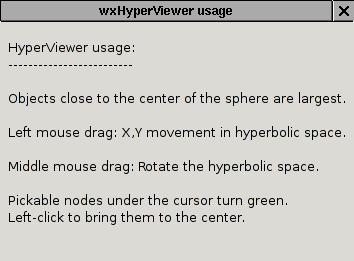 wxHyperViewer usage
HyperViewer usage:
-------------------------
Objects close to the center of the sphere are largest.
Left mouse drag: X,Y movement in hyperbolic space.
Middle mouse drag: Rotate the hyperbolic space.
Pickable nodes under the cursor turn green.
Left-click to bring them to the center.